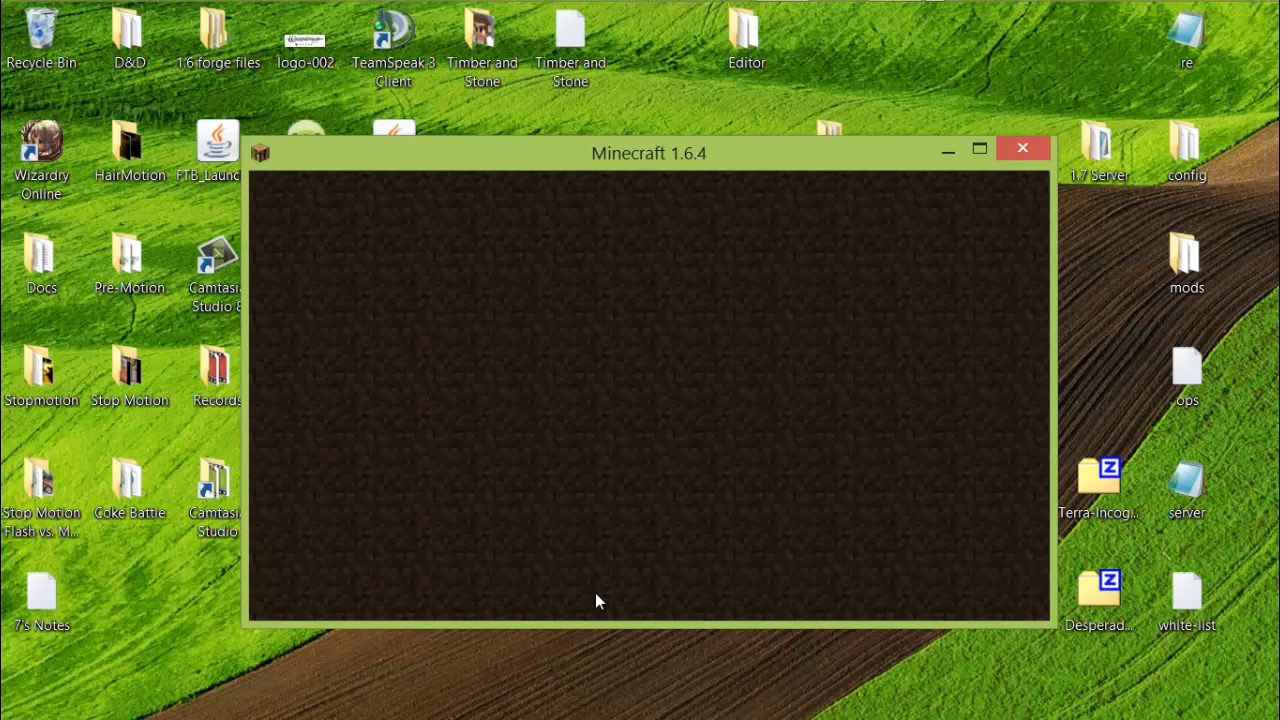 Recycle Bin
D&D
1.6 forge files
logo-002
TeamSpeak 3
Client
Timber and
Stone
Timber and
Stone
Editor
re
Wizardry
Online
HairMotion
FTB_Launc
Minecraft 1.6.4
1.7 Server
config
Docs
Pre-Motion
Camtasi
Studio 8
mods
Stopmotion
Stop Motion
Records
ops
Stop Motion
Flash vs. M...
Coke Battle
Camtasi
Studio
Terra-Incog...
server
7's Notes
Desperad...
white-list